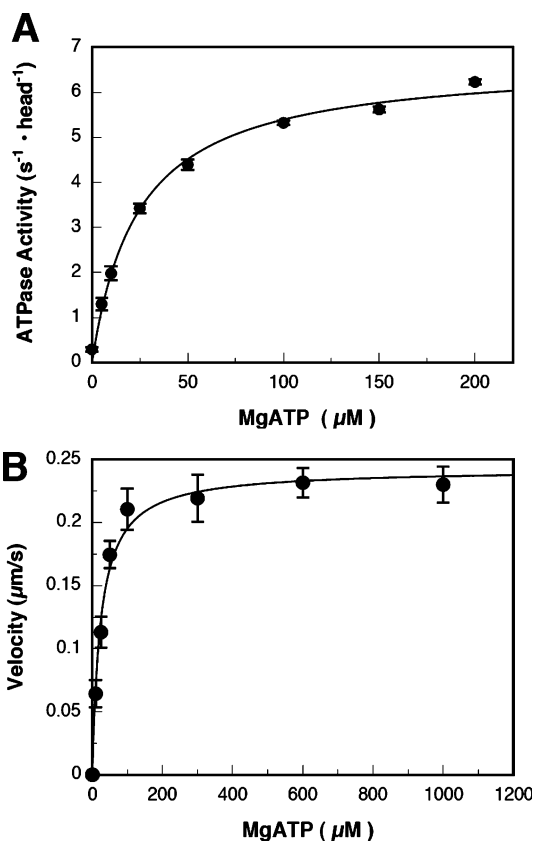 A
7
6
5
4
3
2
1
0
ATPase Activity (s⁻¹ · head⁻¹)
0 50 100 150 200
MgATP ( µM )
B
0.25
0.2
0.15
0.1
0.05
0
Velocity (µm/s)
0 200 400 600 800 1000 1200
MgATP ( µM )